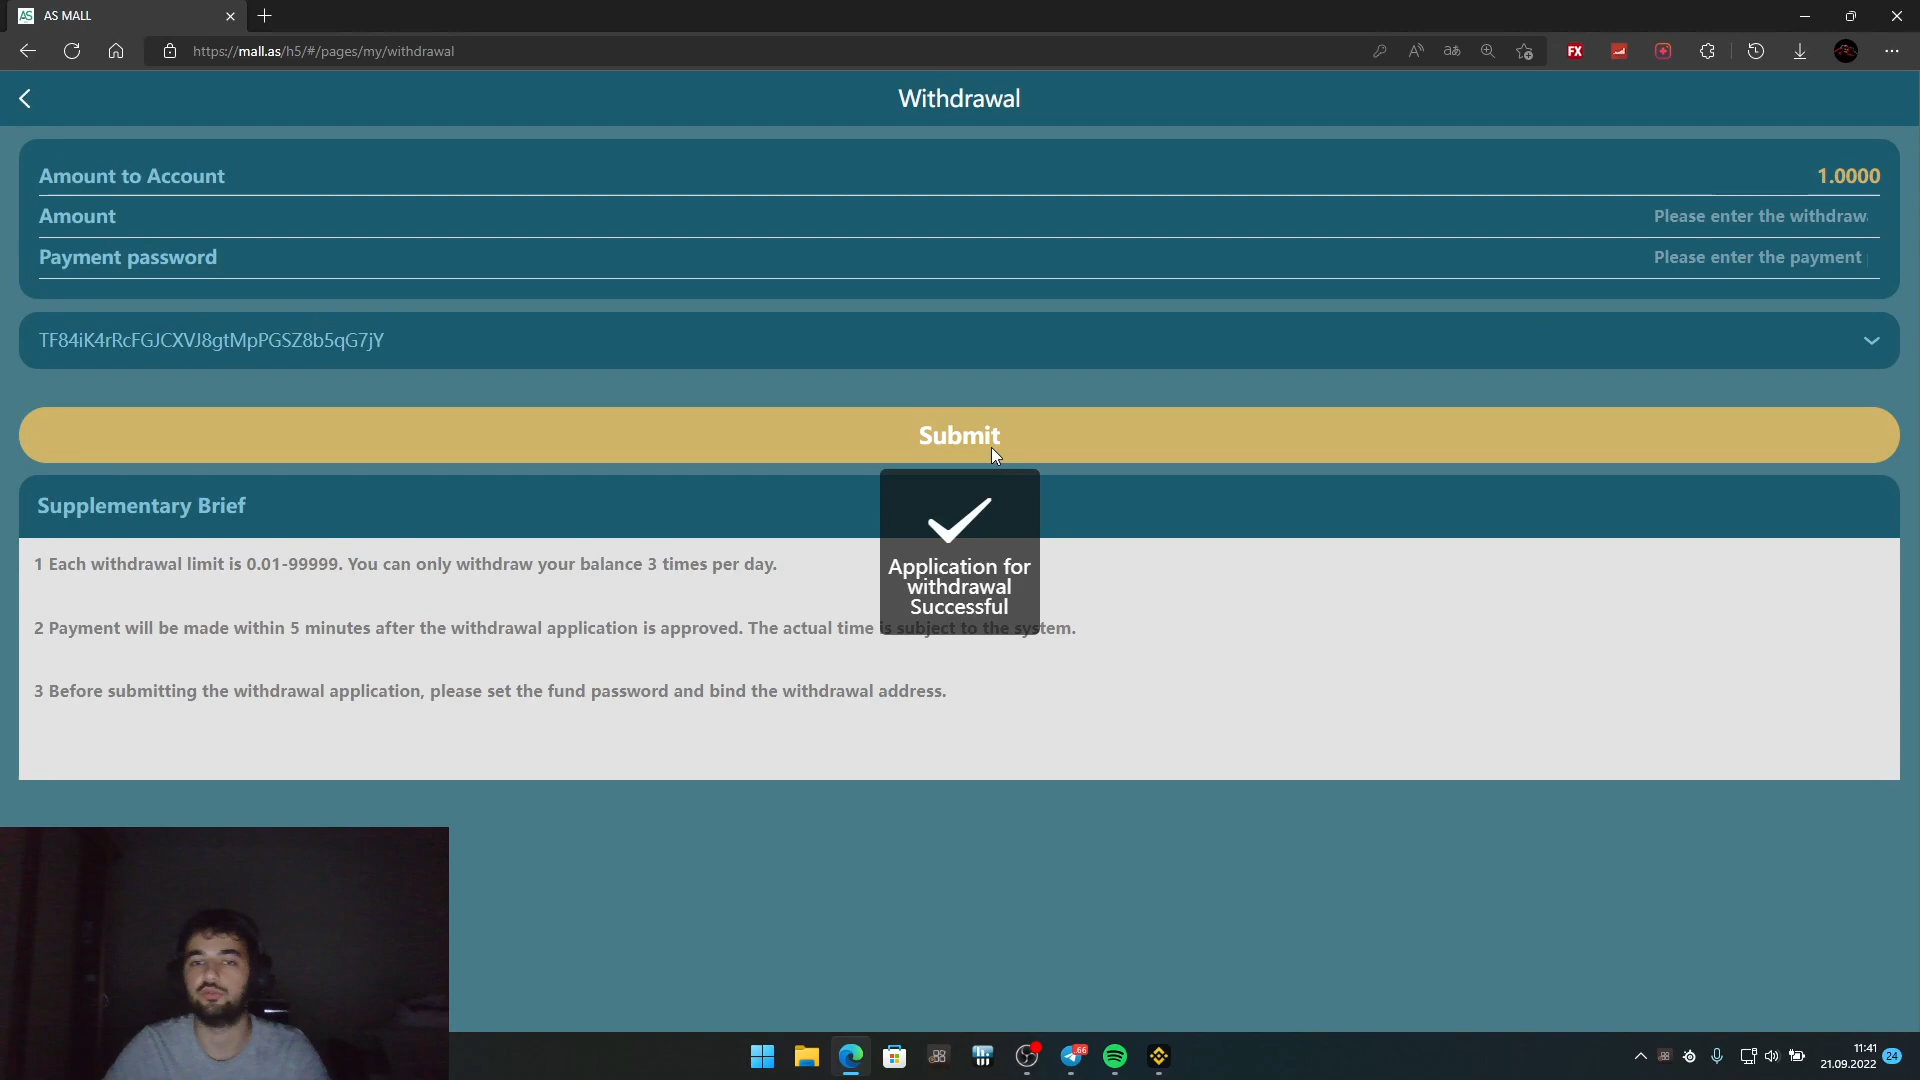 AS MALL
https://mall.as/h5/#/pages/my/withdrawal
Withdrawal
Amount to Account
1.0000
Amount
Please enter the withdraw
Payment password
Please enter the payment
TF84iK4rRcFGJCXVJ8gtMpPGSZ8b5qG7jY
Submit
Supplementary Brief
Application for
withdrawal
Successful
1 Each withdrawal limit is 0.01-99999. You can only withdraw your balance 3 times per day.
2 Payment will be made within 5 minutes after the withdrawal application is approved. The actual time is subject to the system.
3 Before submitting the withdrawal application, please set the fund password and bind the withdrawal address.
FX
66
11:41
21.09.2022
24